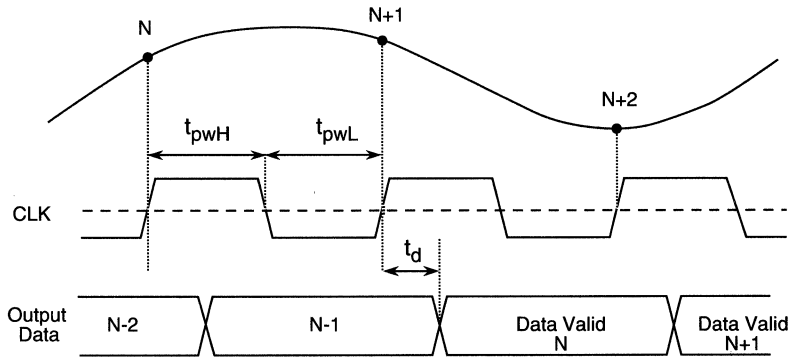 N
N+1
N+2
tpwH
tpwL
CLK
td
Output
Data
N-2
N-1
Data Valid
N
Data Valid
N+1